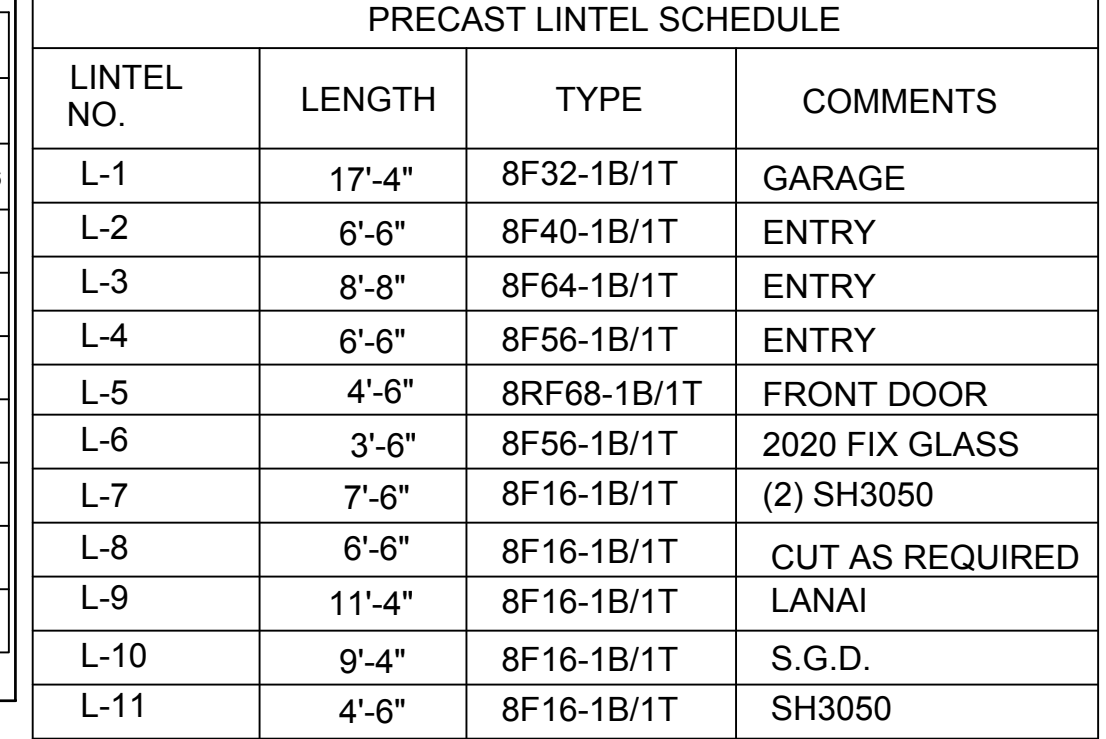 PRECAST LINTEL SCHEDULE
LINTEL NO. LENGTH TYPE COMMENTS
L-1 17'-4" 8F32-1B/1T GARAGE
L-2 6'-6" 8F40-1B/1T ENTRY
L-3 8'-8" 8F64-1B/1T ENTRY
L-4 6'-6" 8F56-1B/1T ENTRY
L-5 4'-6" 8RF68-1B/1T FRONT DOOR
L-6 3'-6" 8F56-1B/1T 2020 FIX GLASS
L-7 7'-6" 8F16-1B/1T (2) SH3050
L-8 6'-6" 8F16-1B/1T CUT AS REQUIRED
L-9 11'-4" 8F16-1B/1T LANAI
L-10 9'-4" 8F16-1B/1T S.G.D.
L-11 4'-6" 8F16-1B/1T SH3050